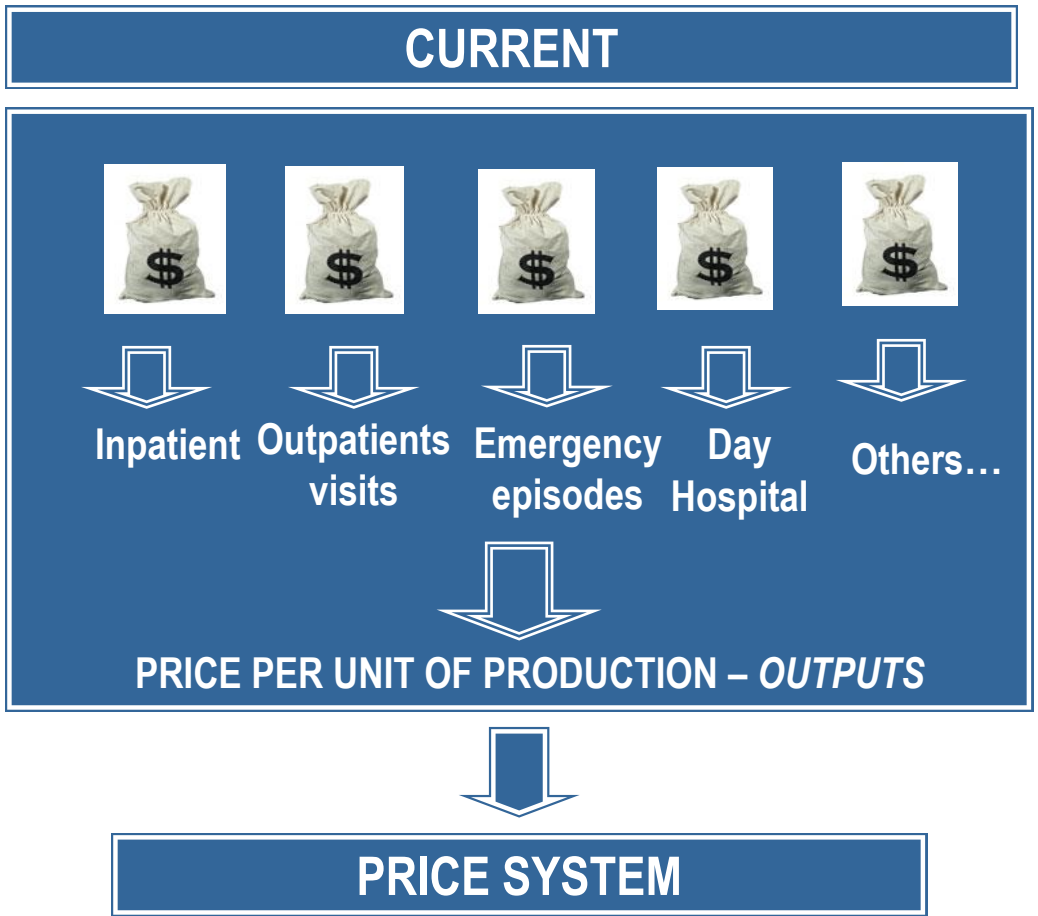 CURRENT
$ $ $ $ $
Inpatient
Outpatients
visits
Emergency
episodes
Day
Hospital
Others…
PRICE PER UNIT OF PRODUCTION – OUTPUTS
PRICE SYSTEM